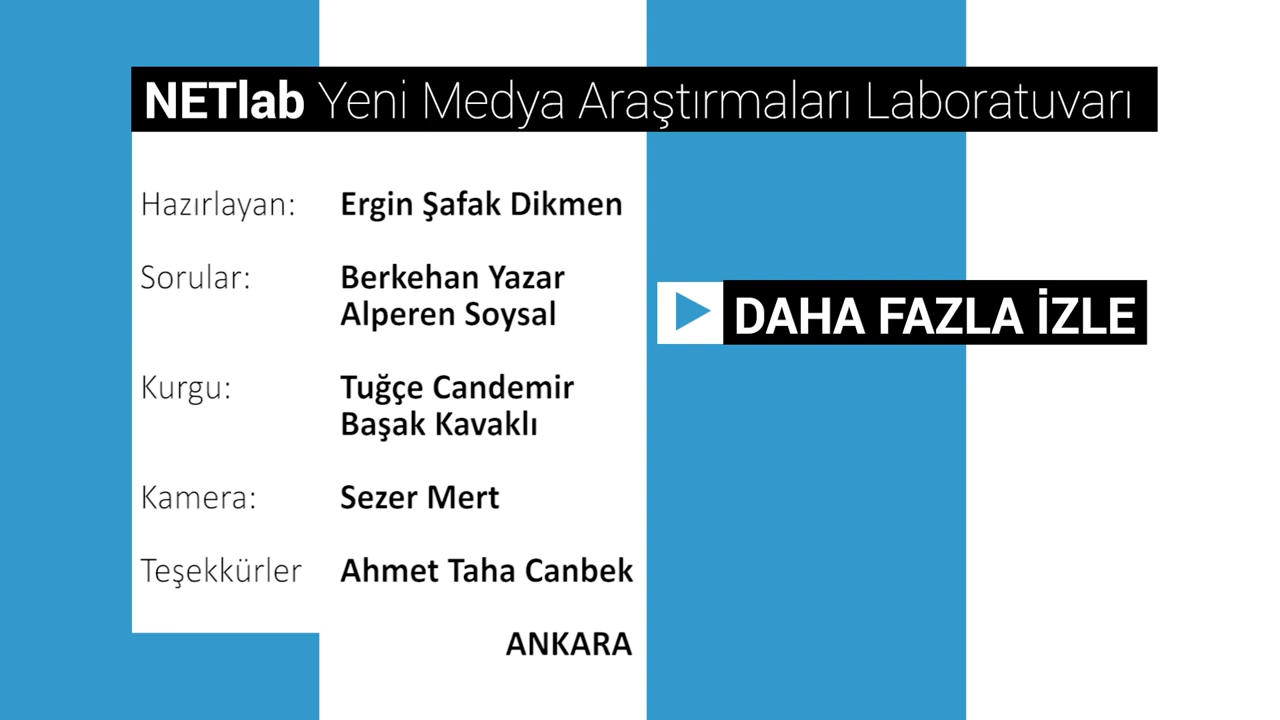 NETlab Yeni Medya Araştırmaları Laboratuvarı
Hazırlayan: Ergin Şafak Dikmen
Sorular: Berkehan Yazar
Alperen Soysal
DAHA FAZLA İZLE
Kurgu: Tuğçe Candemir
Başak Kavaklı
Kamera: Sezer Mert
Teşekkürler Ahmet Taha Canbek
ANKARA